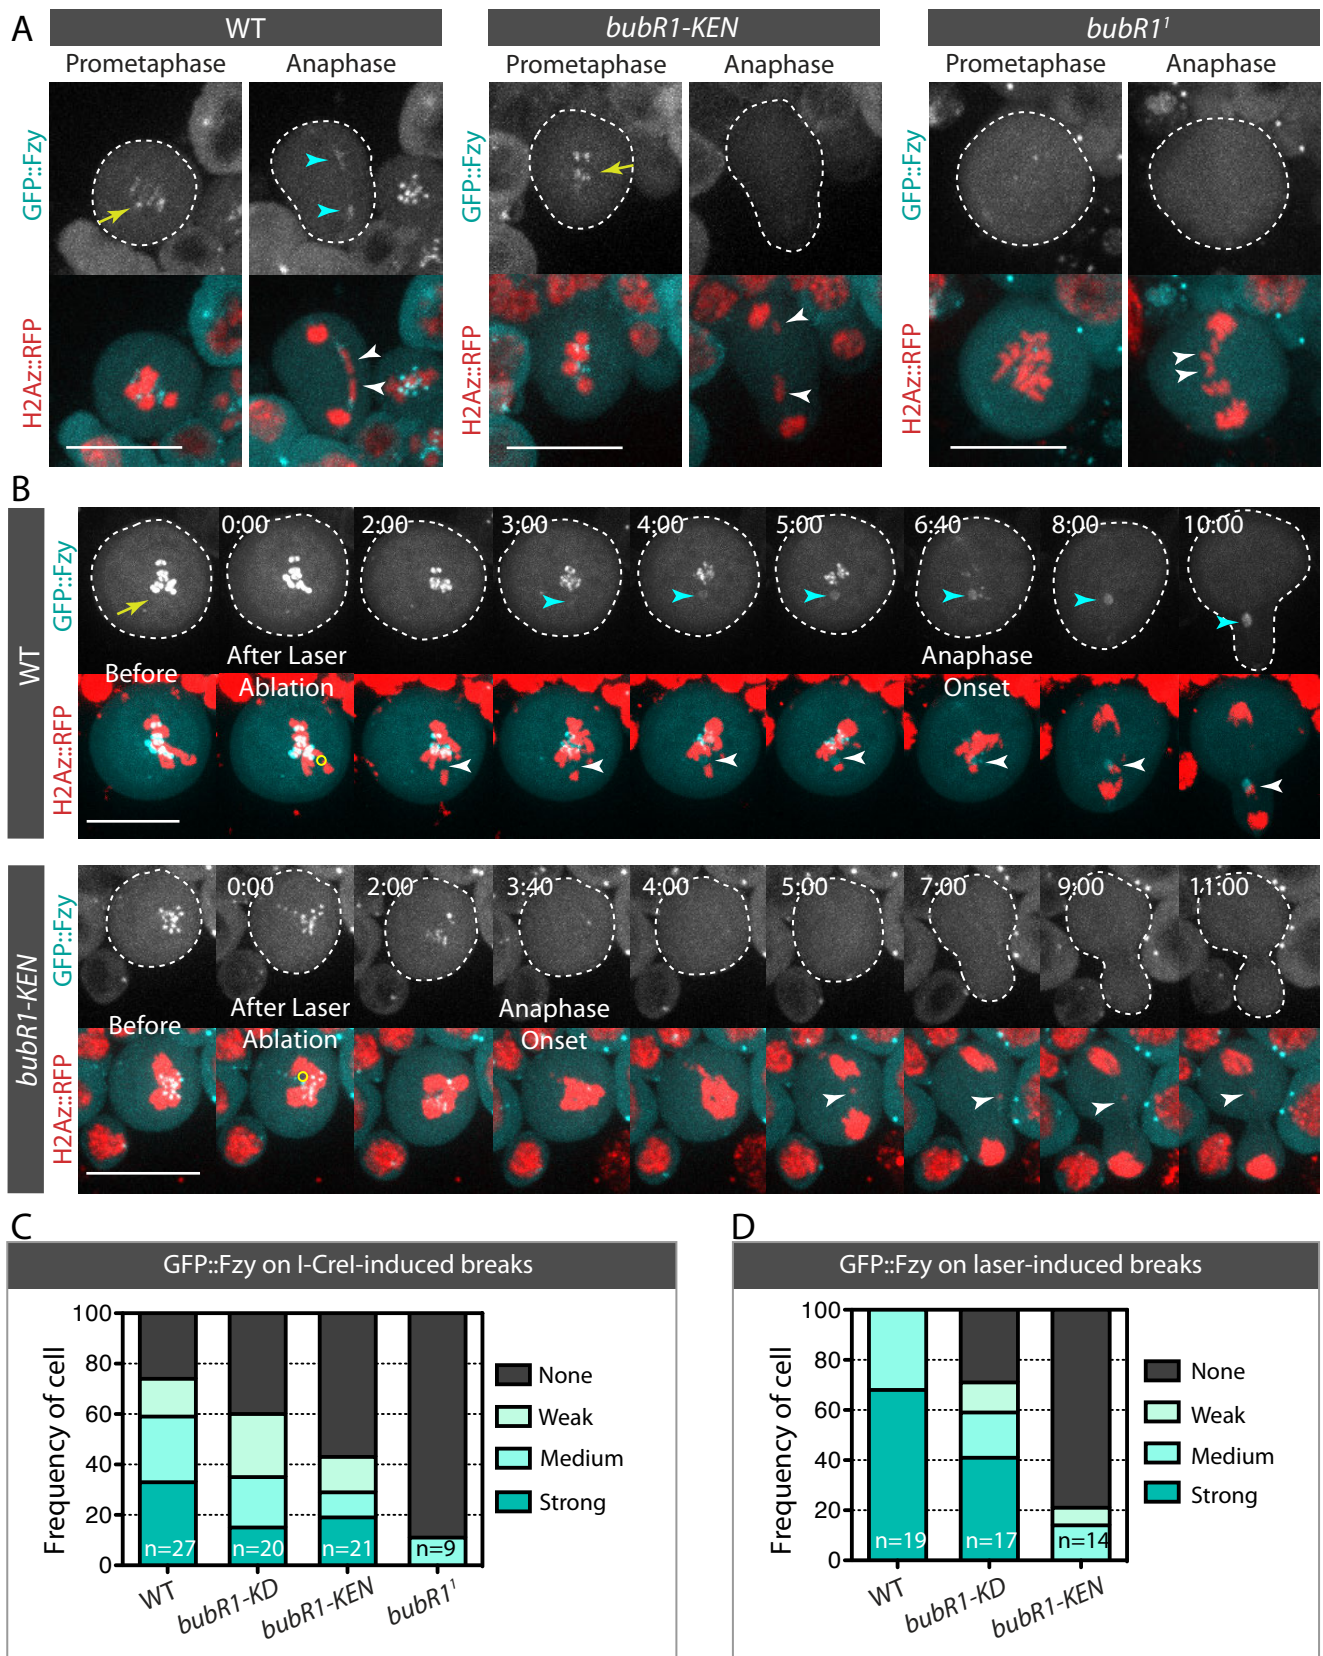 A
WT
bubR1-KEN
bubR1¹
Prometaphase
Anaphase
Prometaphase
Anaphase
Prometaphase
Anaphase
GFP::Fzy
GFP::Fzy
GFP::Fzy
H2Az::RFP
H2Az::RFP
H2Az::RFP
B
WT
GFP::Fzy
0:00
2:00
3:00
4:00
5:00
6:40
8:00
10:00
Before
After Laser
Ablation
Anaphase
Onset
H2Az::RFP
bubR1-KEN
GFP::Fzy
0:00
2:00
3:40
4:00
5:00
7:00
9:00
11:00
Before
After Laser
Ablation
Anaphase
Onset
H2Az::RFP
C
GFP::Fzy on I-CreI-induced breaks
Frequency of cell
100
80
60
40
20
0
n=27
n=20
n=21
n=9
WT
bubR1-KD
bubR1-KEN
bubR1¹
None
Weak
Medium
Strong
D
GFP::Fzy on laser-induced breaks
Frequency of cell
100
80
60
40
20
0
n=19
n=17
n=14
WT
bubR1-KD
bubR1-KEN
None
Weak
Medium
Strong